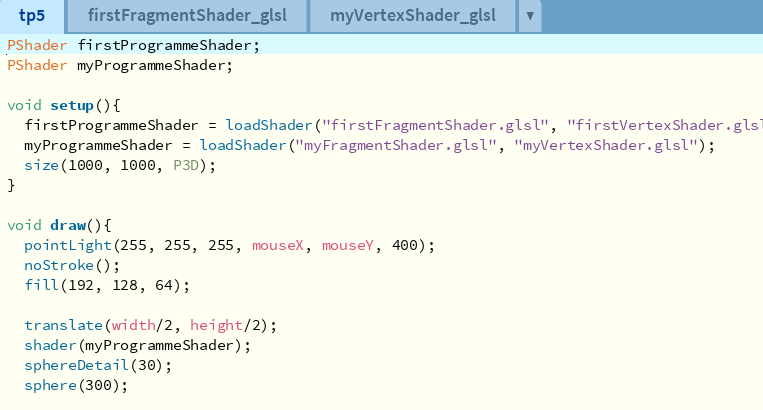 tp5 firstFragmentShader_glsl myVertexShader_glsl ▼
PShader firstProgrammeShader;
PShader myProgrammeShader;
void setup(){
firstProgrammeShader = loadShader("firstFragmentShader.glsl", "firstVertexShader.glsl
myProgrammeShader = loadShader("myFragmentShader.glsl", "myVertexShader.glsl");
size(1000, 1000, P3D);
}
void draw(){
pointLight(255, 255, 255, mouseX, mouseY, 400);
noStroke();
fill(192, 128, 64);
translate(width/2, height/2);
shader(myProgrammeShader);
sphereDetail(30);
sphere(300);